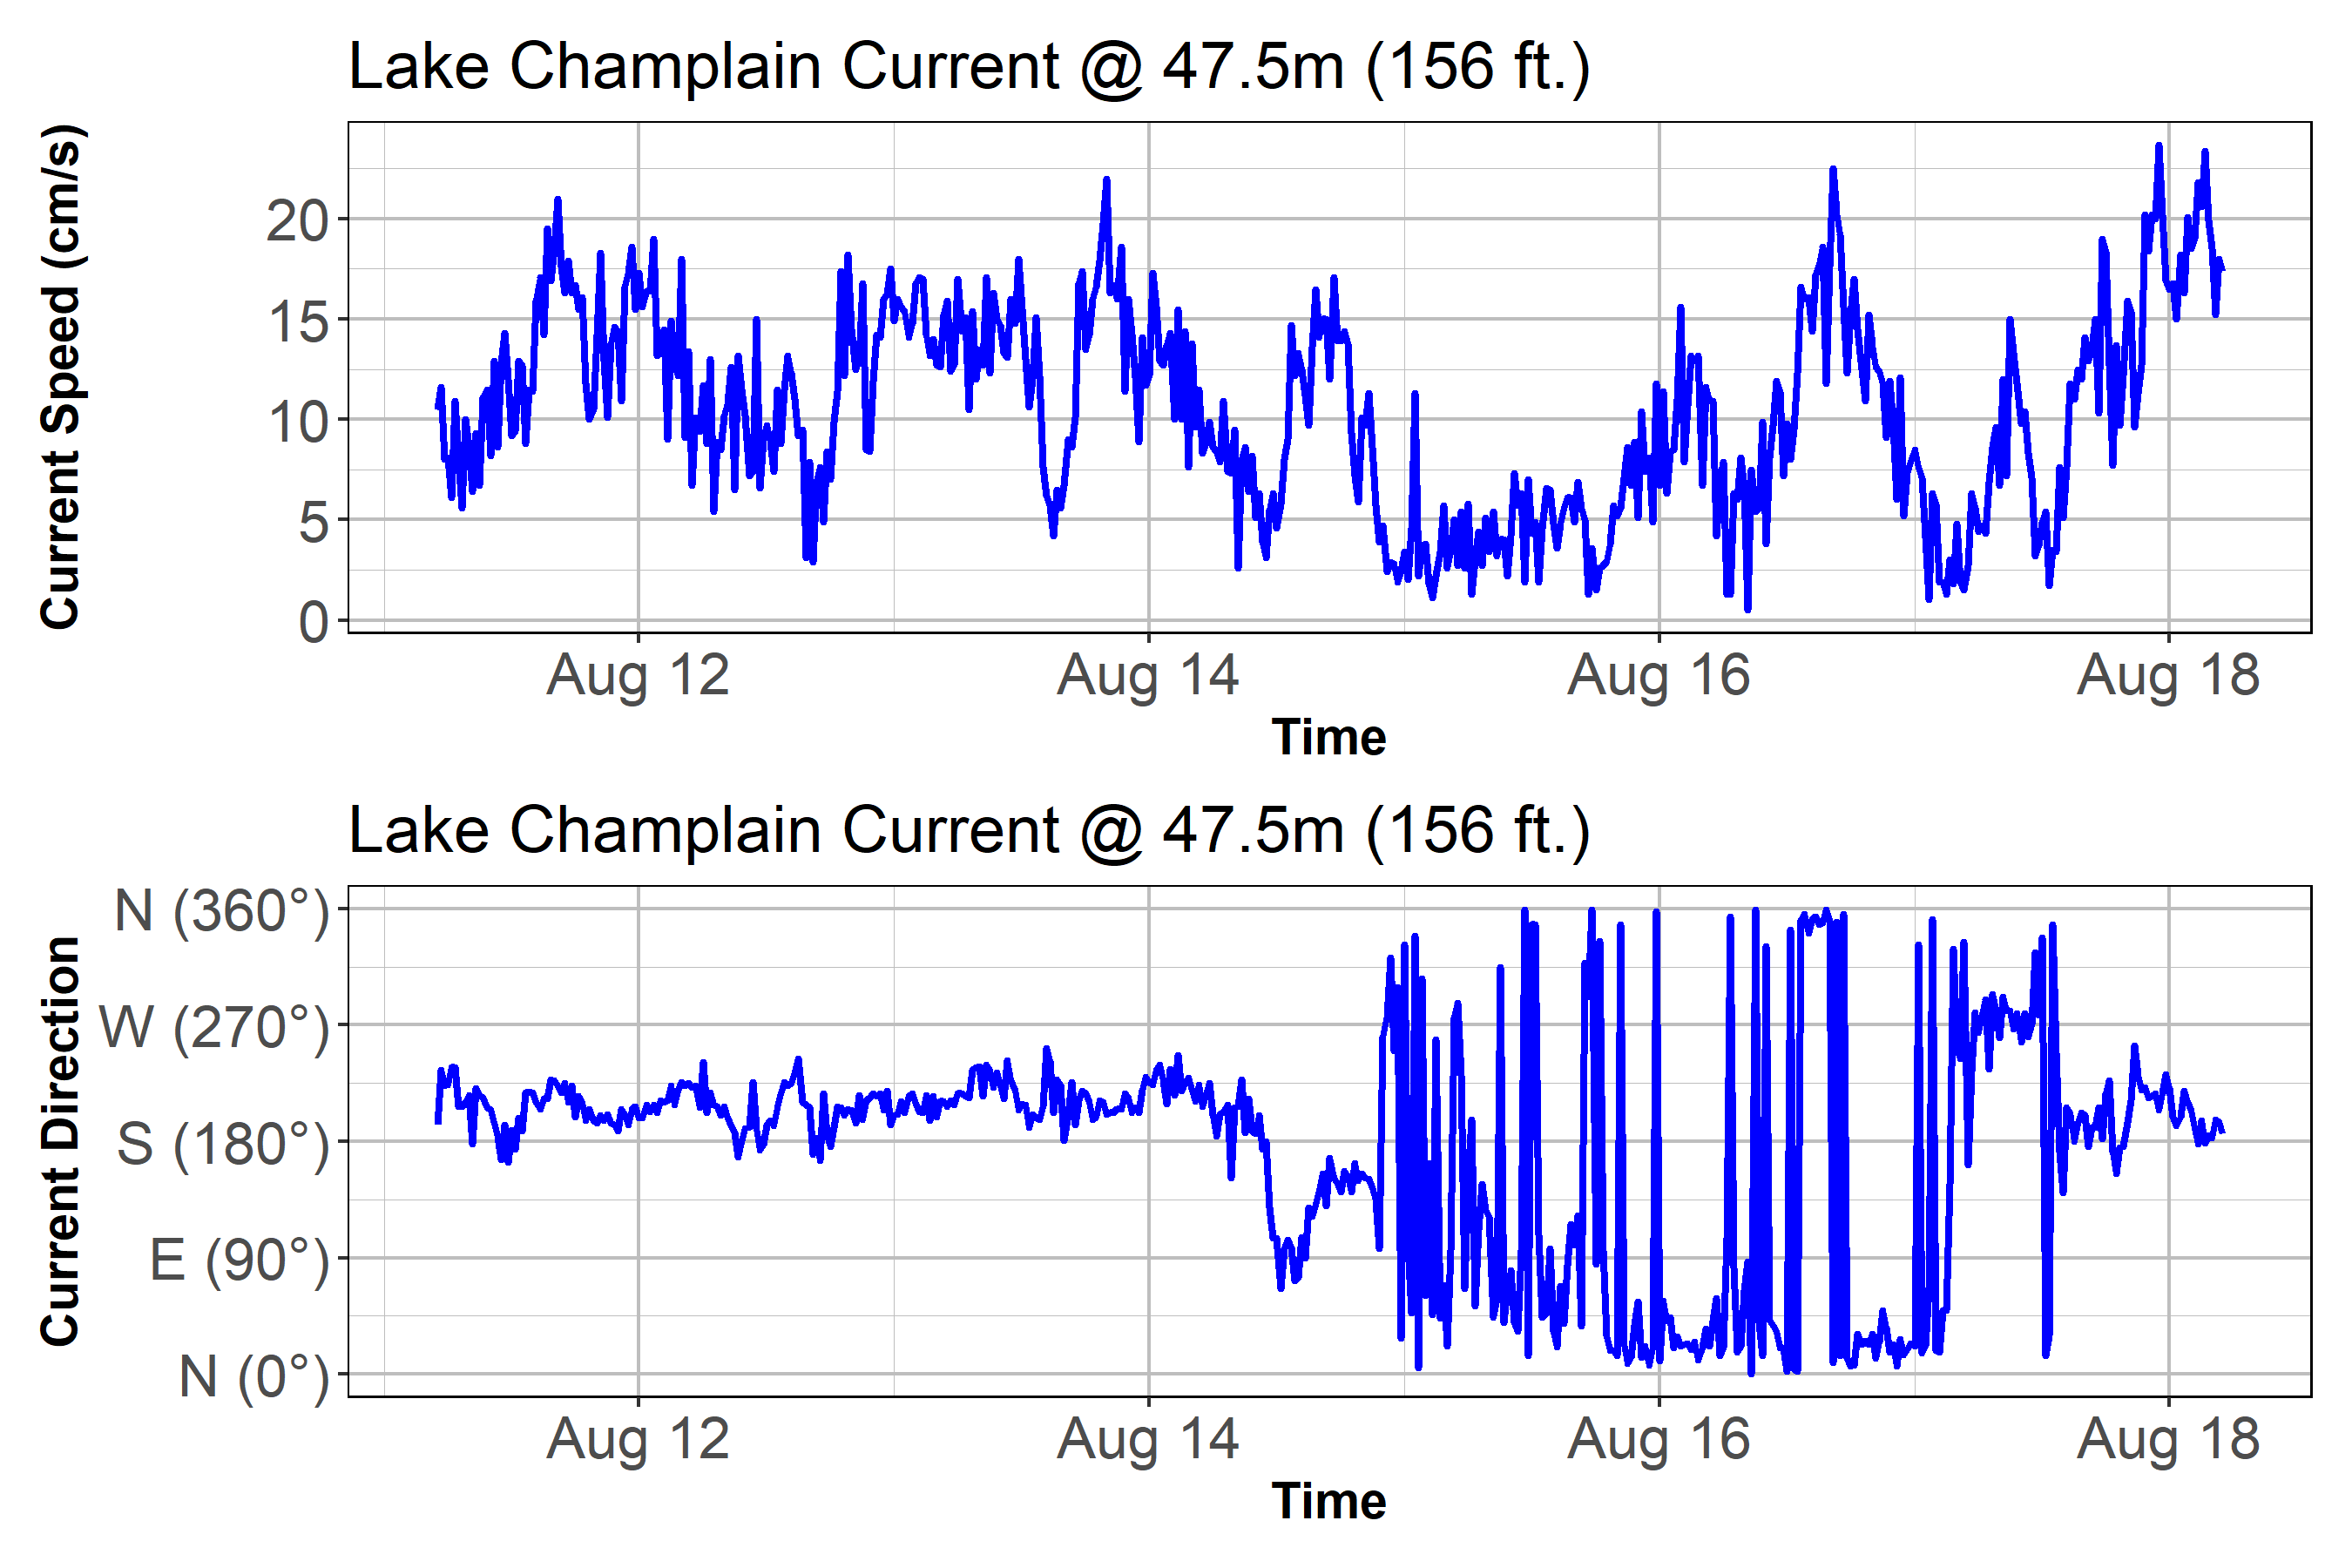 Lake Champlain Current @ 47.5m (156 ft.)
Current Speed (cm/s)
20
15
10
5
0
Aug 12 Aug 14 Aug 16 Aug 18
Time
Lake Champlain Current @ 47.5m (156 ft.)
Current Direction
N (360°)
W (270°)
S (180°)
E (90°)
N (0°)
Aug 12 Aug 14 Aug 16 Aug 18
Time